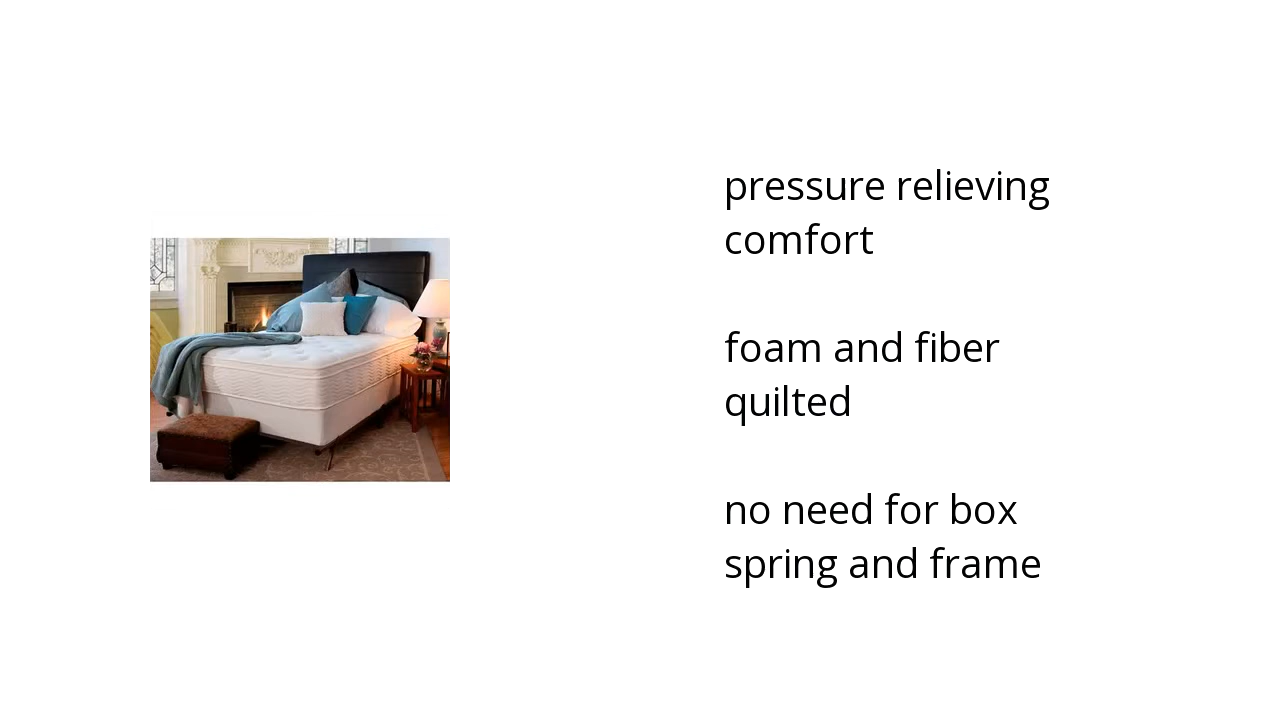 pressure relieving
comfort
foam and fiber
quilted
no need for box
spring and frame